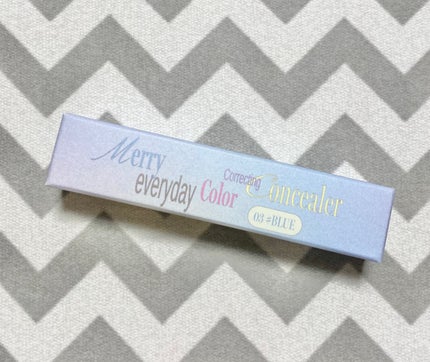 Merry
everyday Color
Correcting
Concealer
03 #BLUE